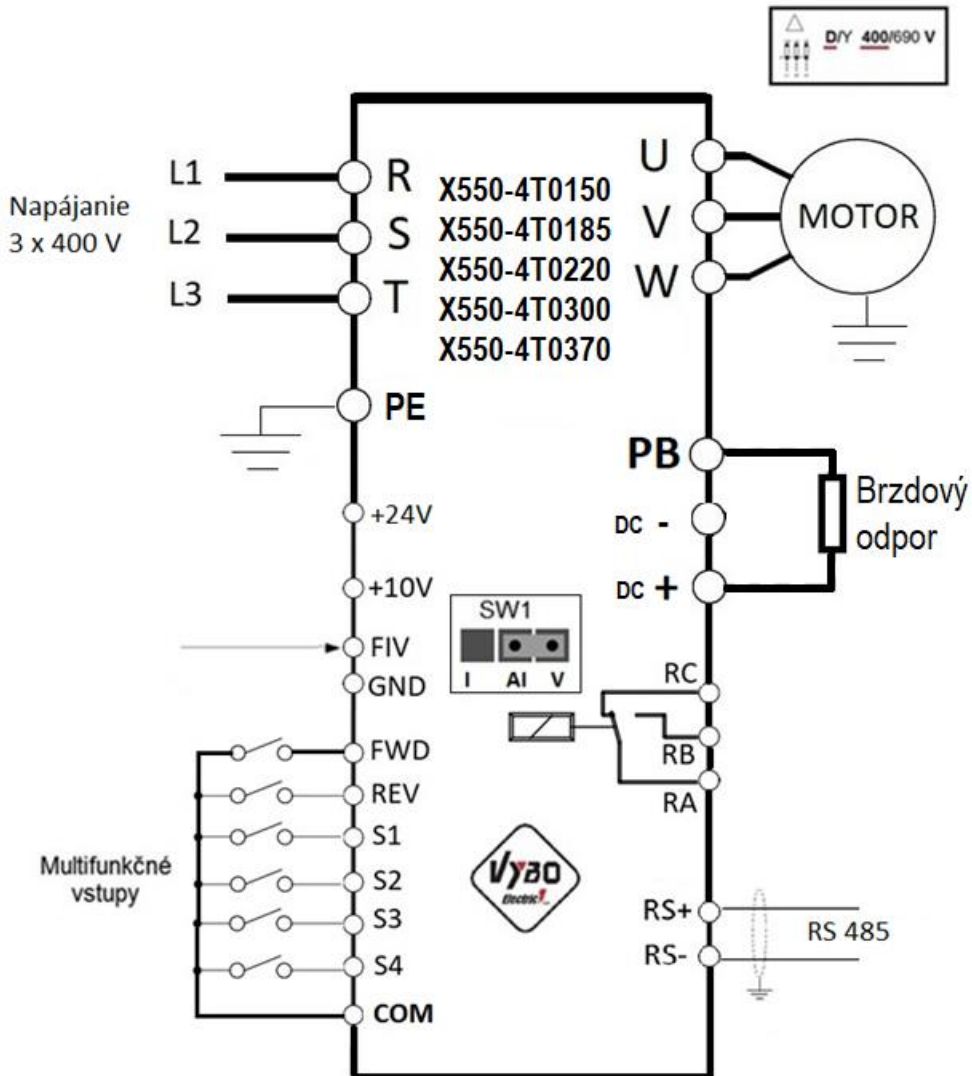 D/Y 400/690 V
L1
L2
L3
Napájanie
3 x 400 V
R
S
T
X550-4T0150
X550-4T0185
X550-4T0220
X550-4T0300
X550-4T0370
U
V
W
MOTOR
PE
PB
DC -
DC +
Brzdový
odpor
+24V
+10V
FIV
GND
SW1
I AI V
RC
RB
RA
FWD
REV
S1
S2
S3
S4
COM
Multifunkčné
vstupy
VYBO
Electric
RS+
RS-
RS 485